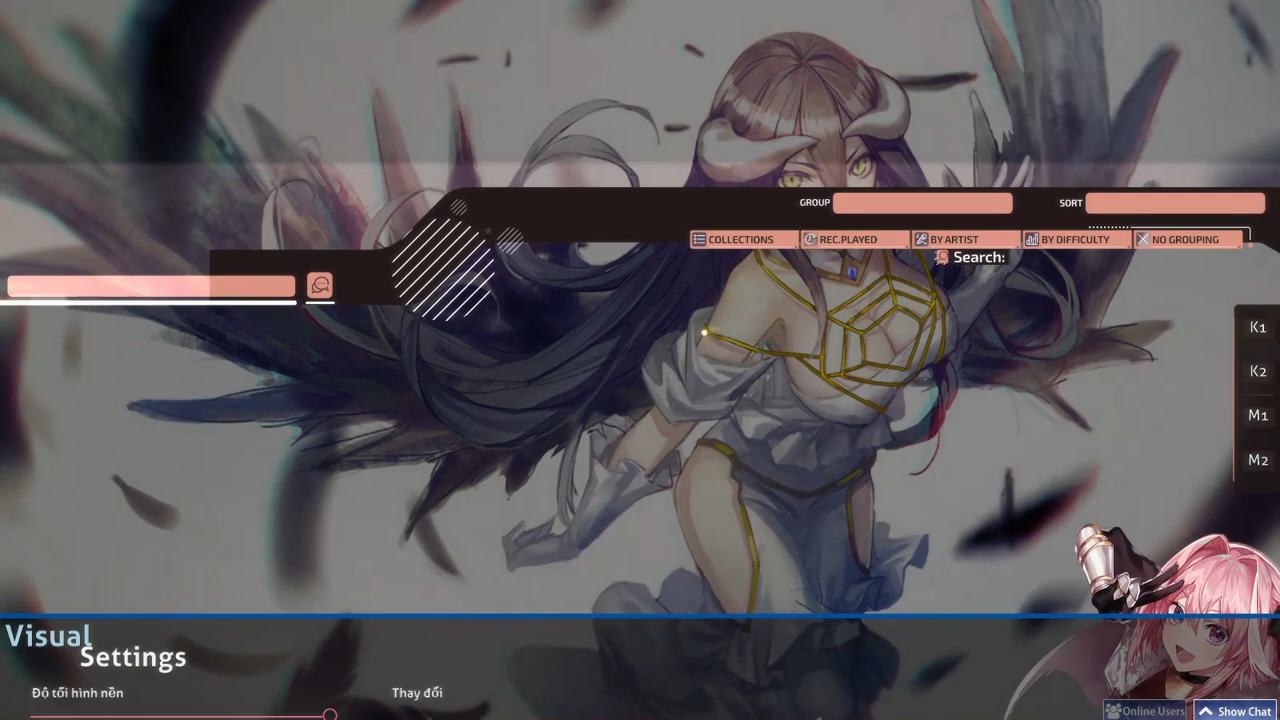 GROUP
SORT
COLLECTIONS
REC.PLAYED
BY ARTIST
BY DIFFICULTY
NO GROUPING
Search:
K1
K2
M1
M2
Visual
Settings
Độ tối hình nền
Thay đổi
Online Users
Show Chat